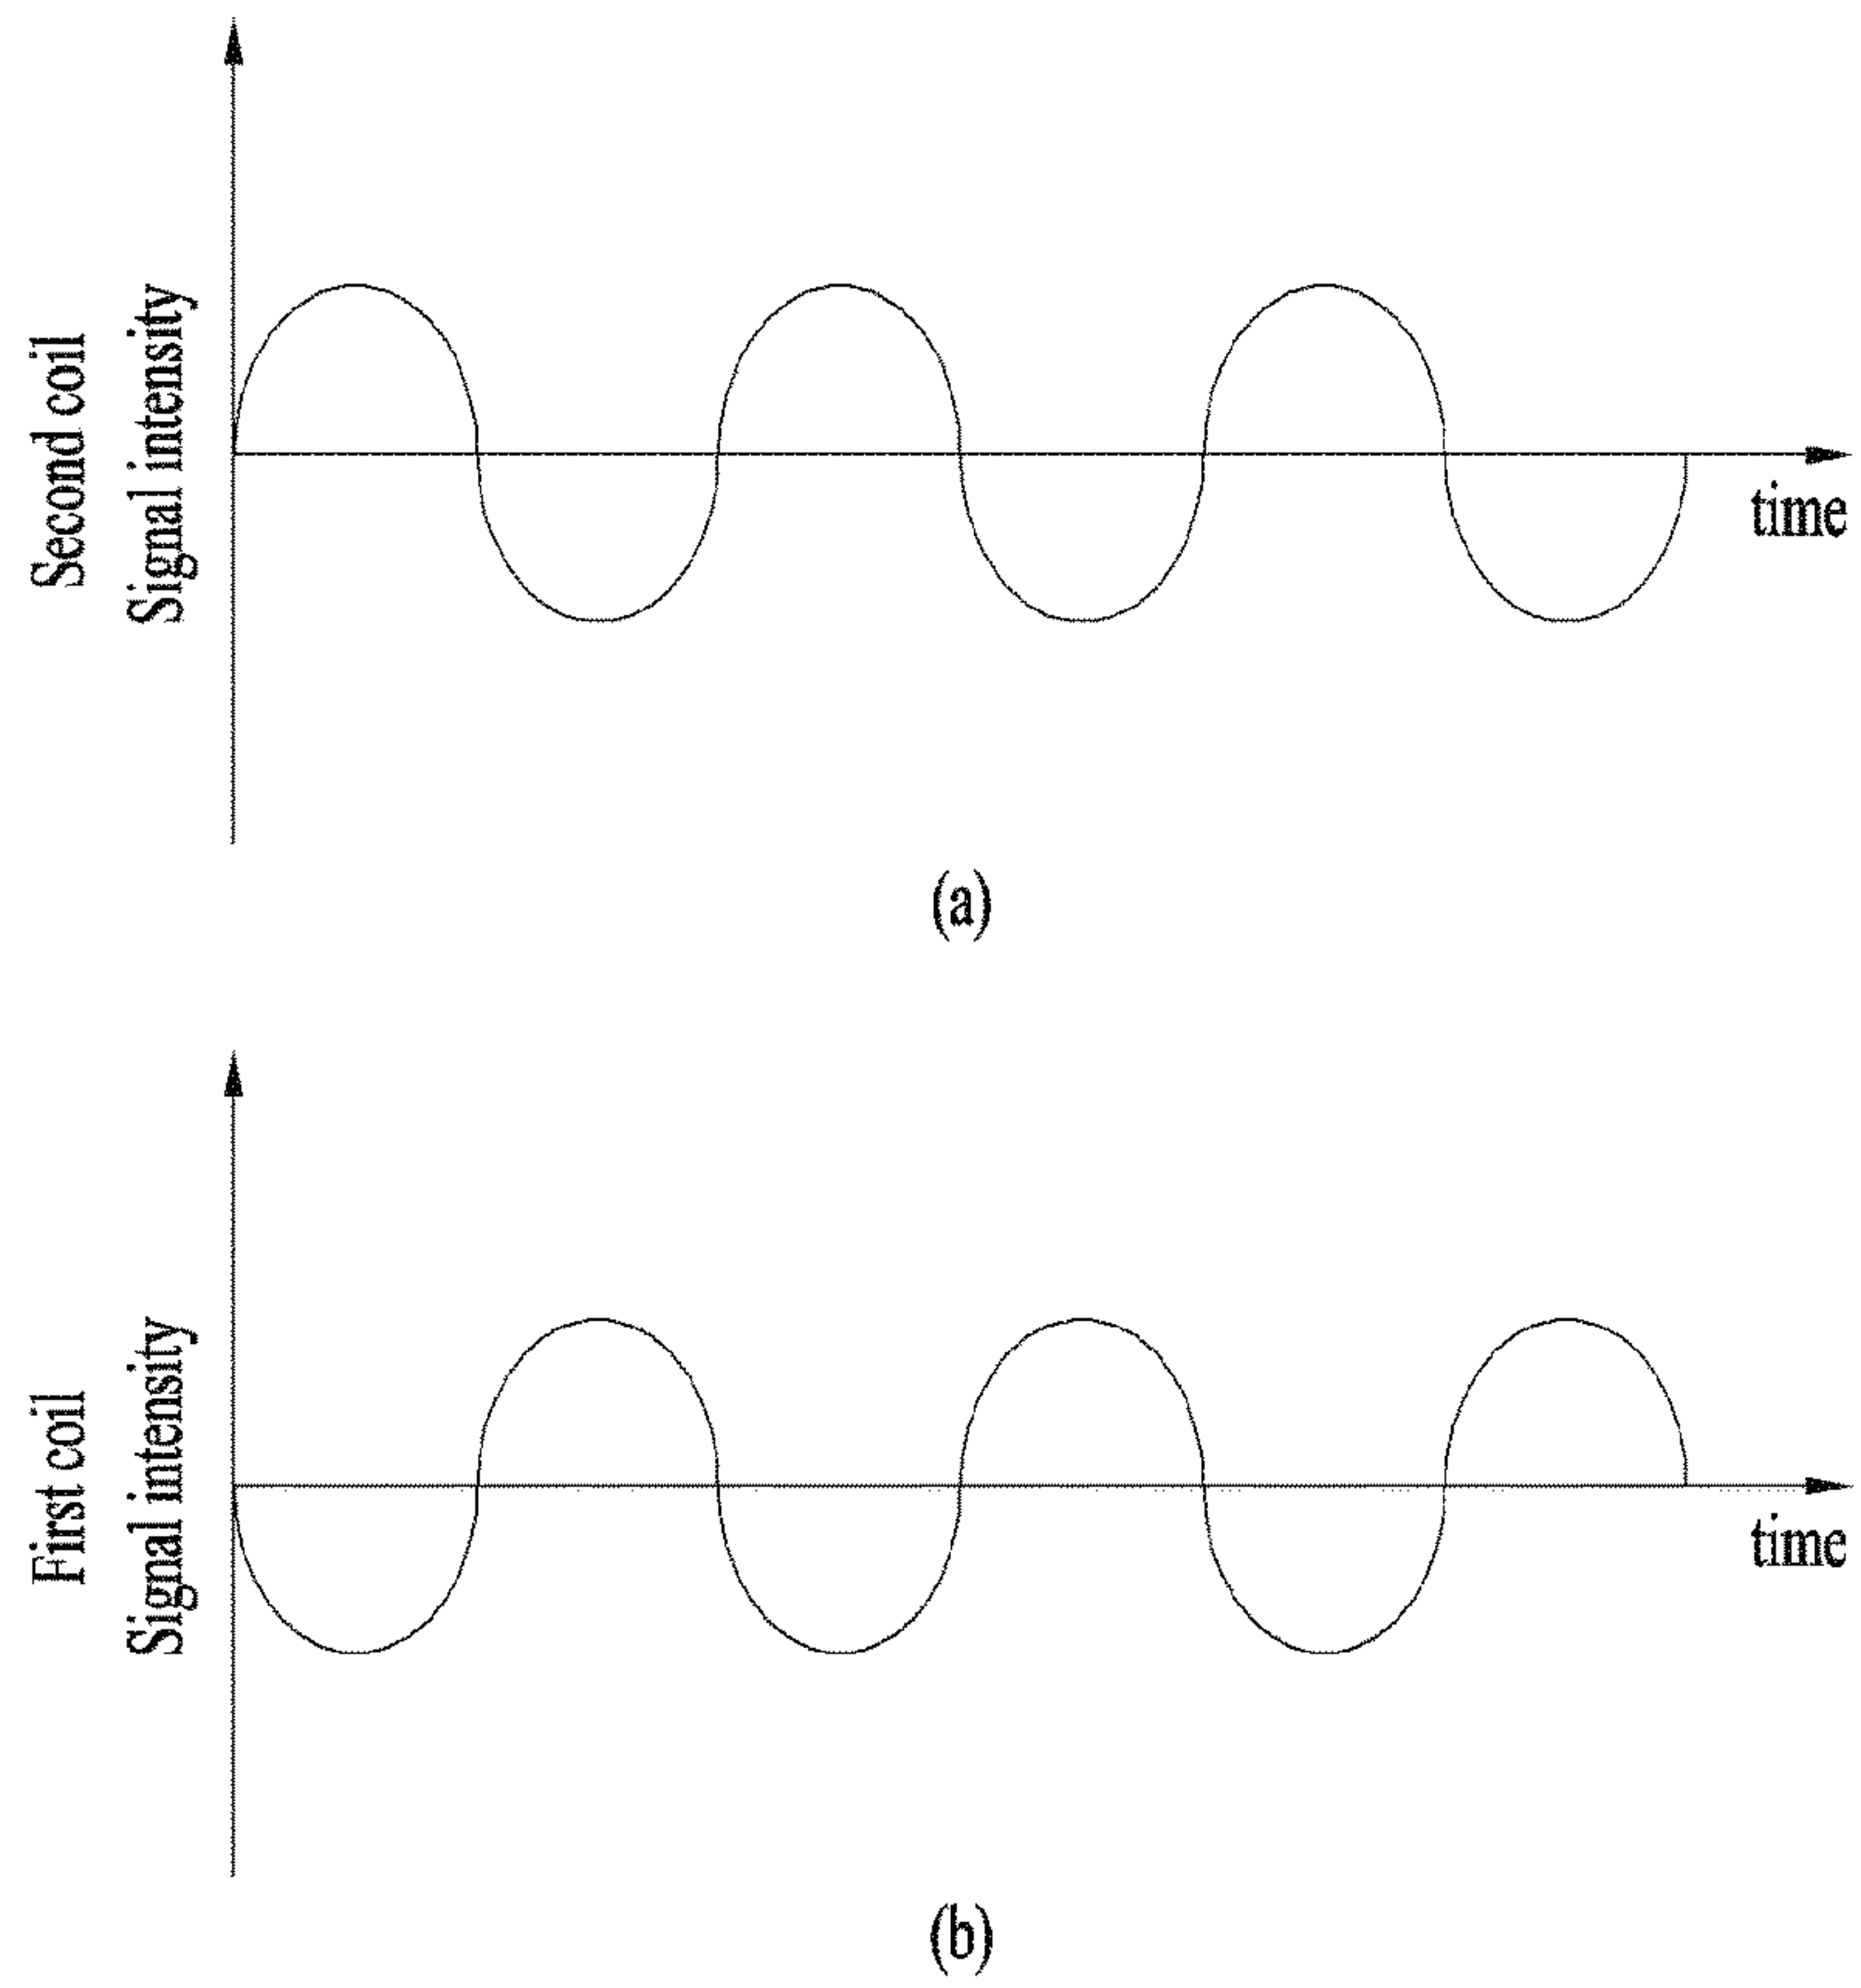 Second coil
Signal intensity
time
(a)
First coil
Signal intensity
time
(b)